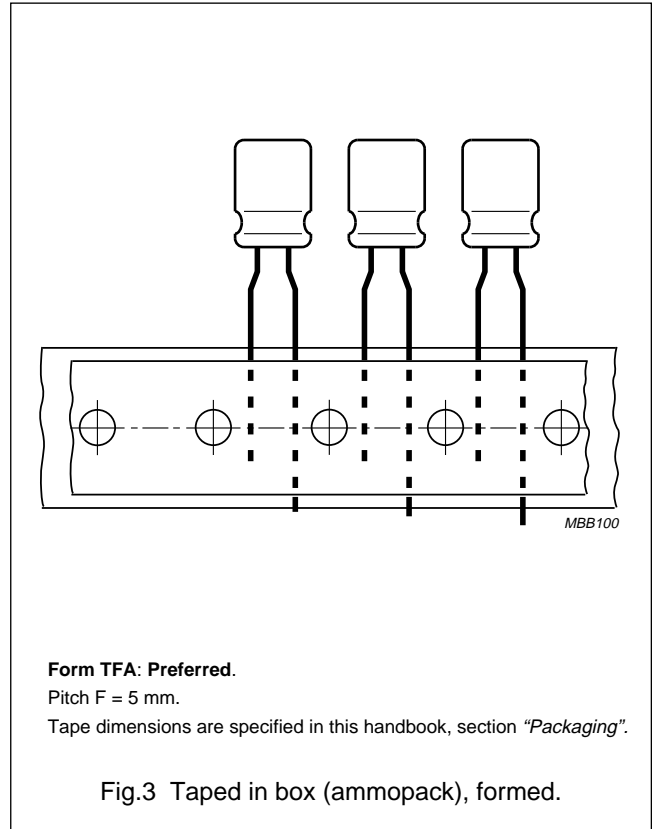 MBB100
Form TFA: Preferred.
Pitch F = 5 mm.
Tape dimensions are specified in this handbook, section “Packaging”.
Fig.3 Taped in box (ammopack), formed.